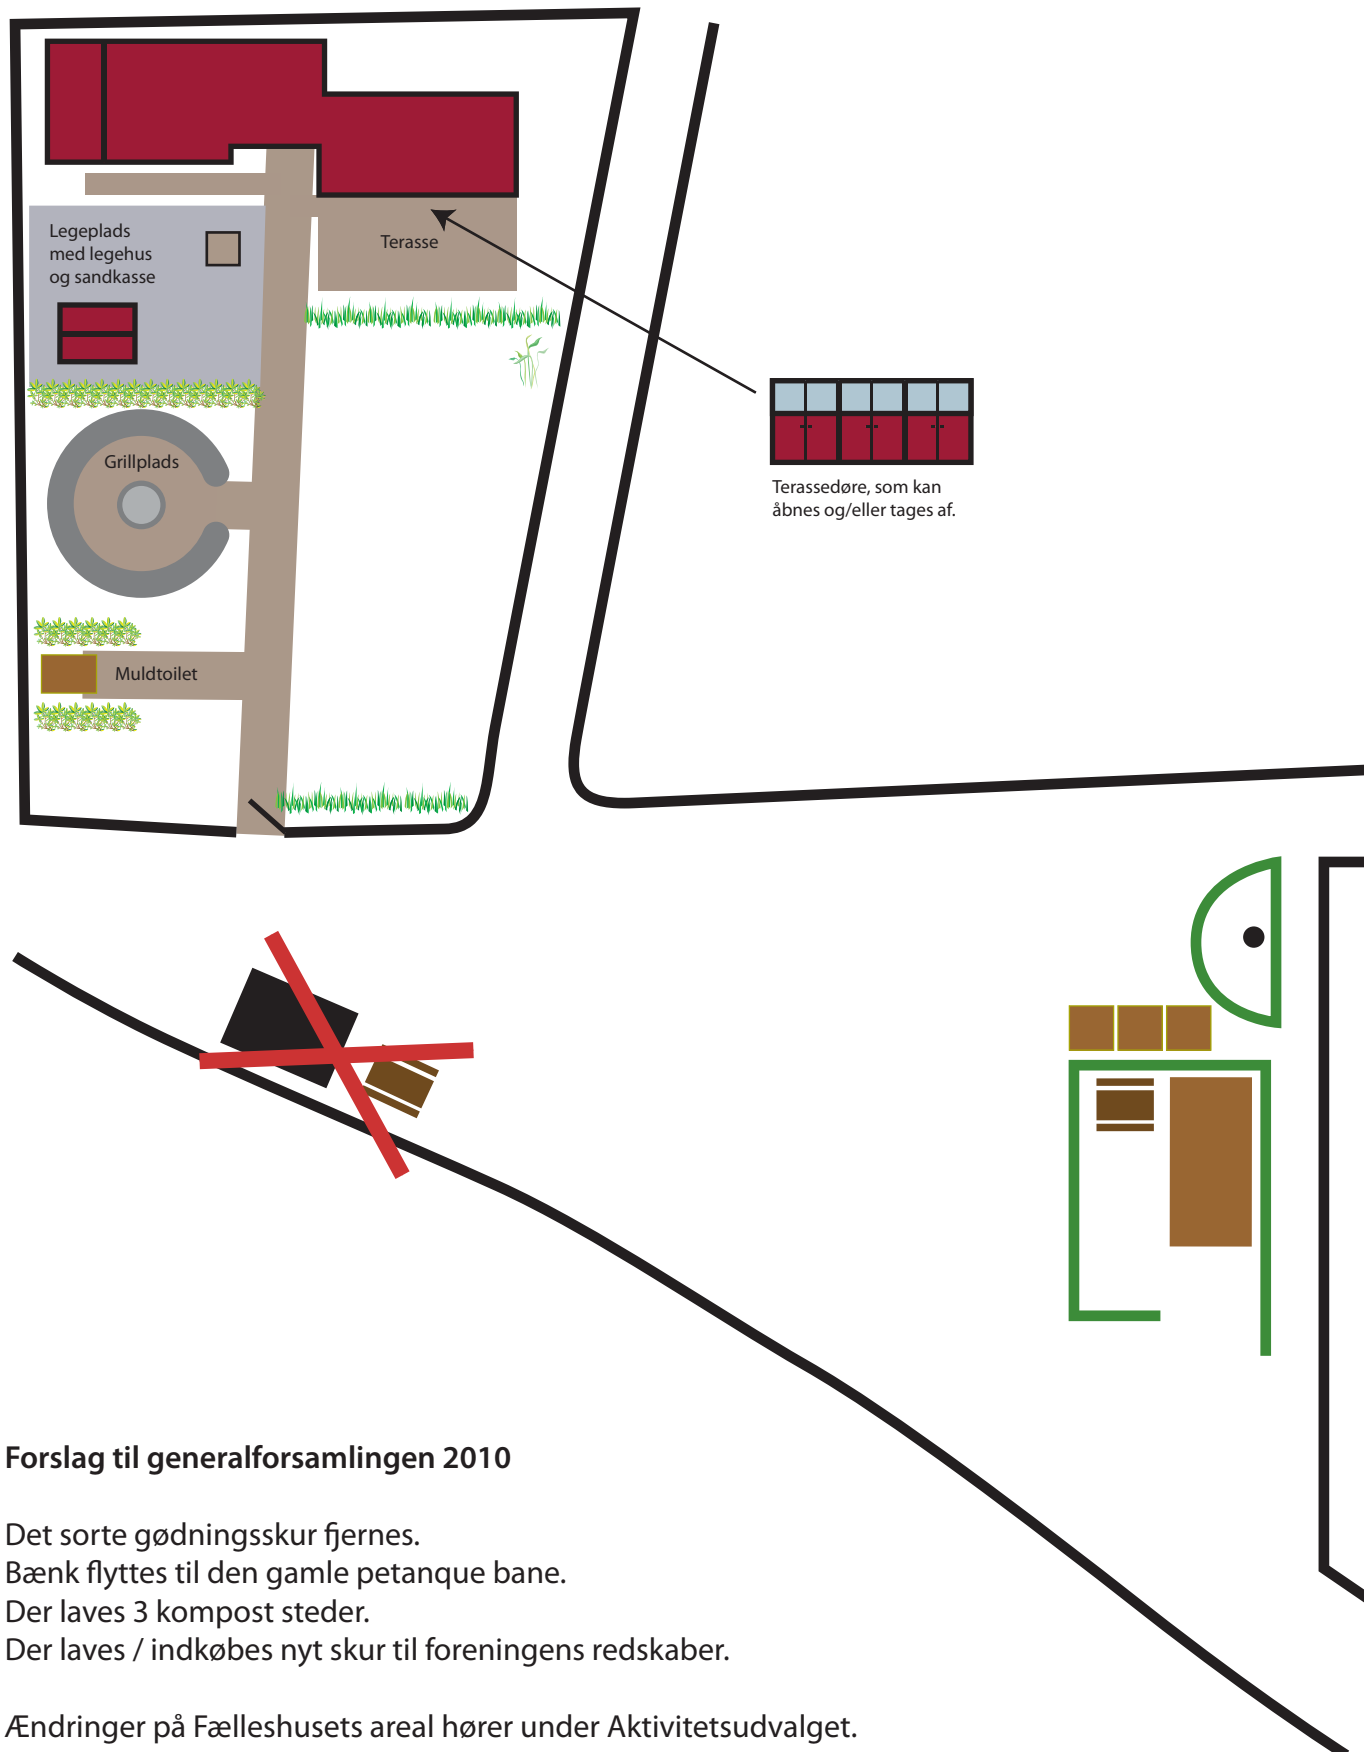 Legeplads
med legehus
og sandkasse
Terasse
Grillplads
Terassedøre, som kan
åbnes og/eller tages af.
Muldtoilet
Forslag til generalforsamlingen 2010
Det sorte gødningsskur fjernes.
Bænk flyttes til den gamle petanque bane.
Der laves 3 kompost steder.
Der laves / indkøbes nyt skur til foreningens redskaber.
Ændringer på Fælleshusets areal hører under Aktivitetsudvalget.